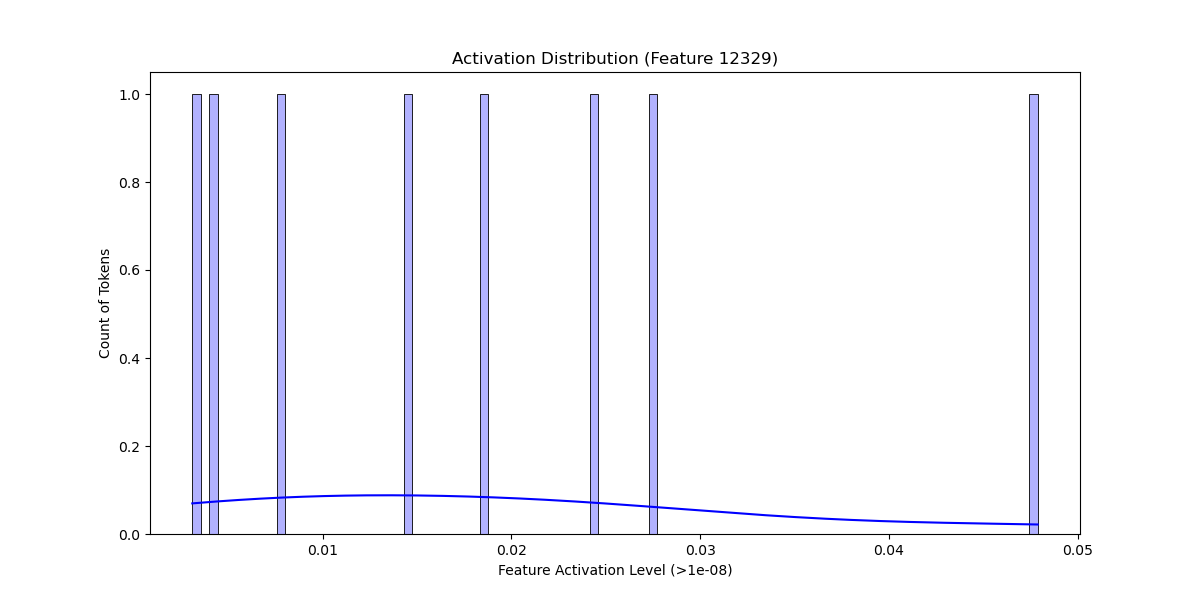 Activation Distribution (Feature 12329)
Count of Tokens
1.0
0.8
0.6
0.4
0.2
0.0
0.01 0.02 0.03 0.04 0.05
Feature Activation Level (>1e-08)